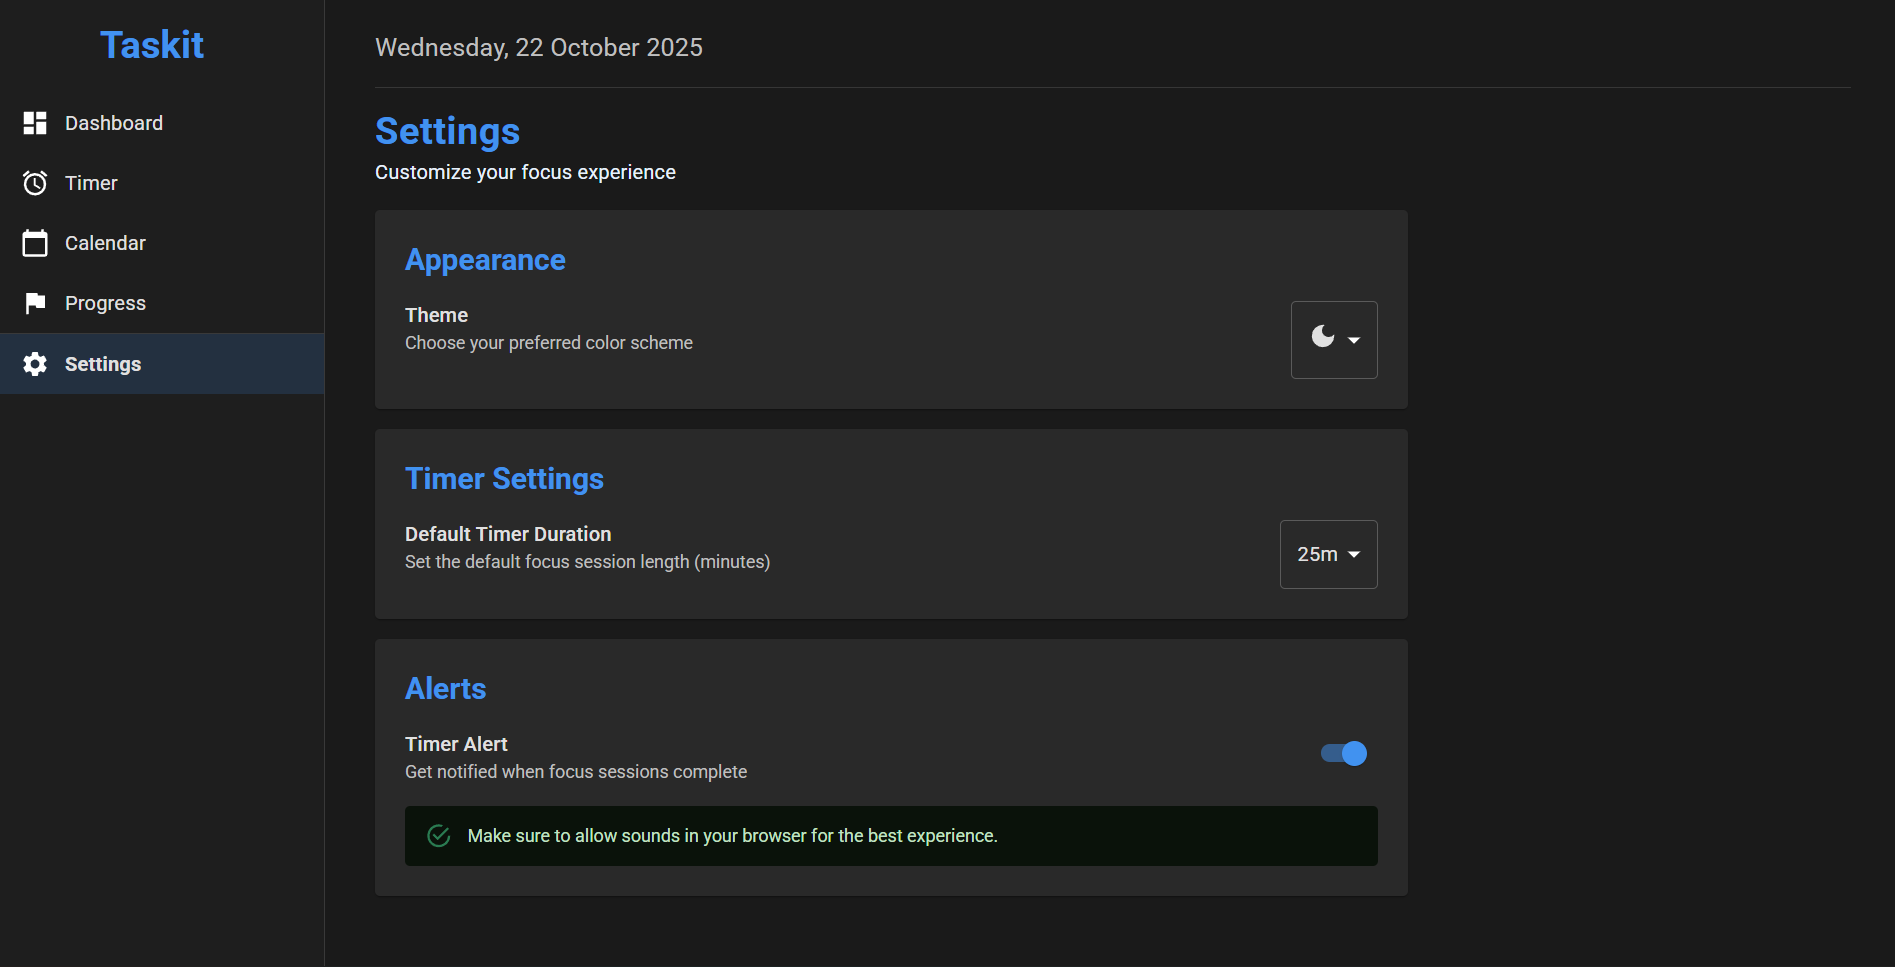 Taskit
Dashboard
Timer
Calendar
Progress
Settings
Wednesday, 22 October 2025
Settings
Customize your focus experience
Appearance
Theme
Choose your preferred color scheme
Timer Settings
Default Timer Duration
Set the default focus session length (minutes)
25m
Alerts
Timer Alert
Get notified when focus sessions complete
Make sure to allow sounds in your browser for the best experience.